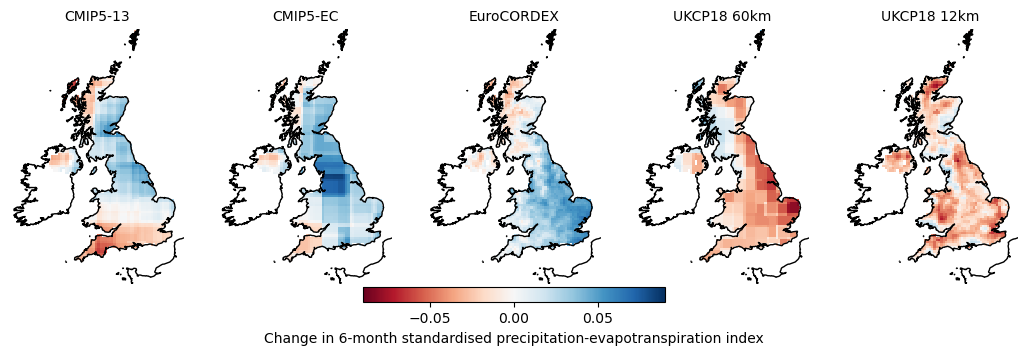 CMIP5-13 CMIP5-EC EuroCORDEX UKCP18 60km UKCP18 12km
−0.05 0.00 0.05
Change in 6-month standardised precipitation-evapotranspiration index